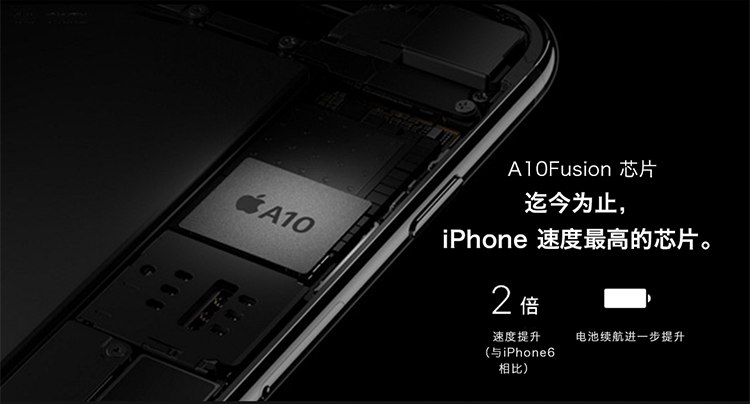 A10
A10Fusion 芯片
迄今为止，
iPhone 速度最高的芯片。
2 倍
速度提升
（与iPhone6
相比）
电池续航进一步提升